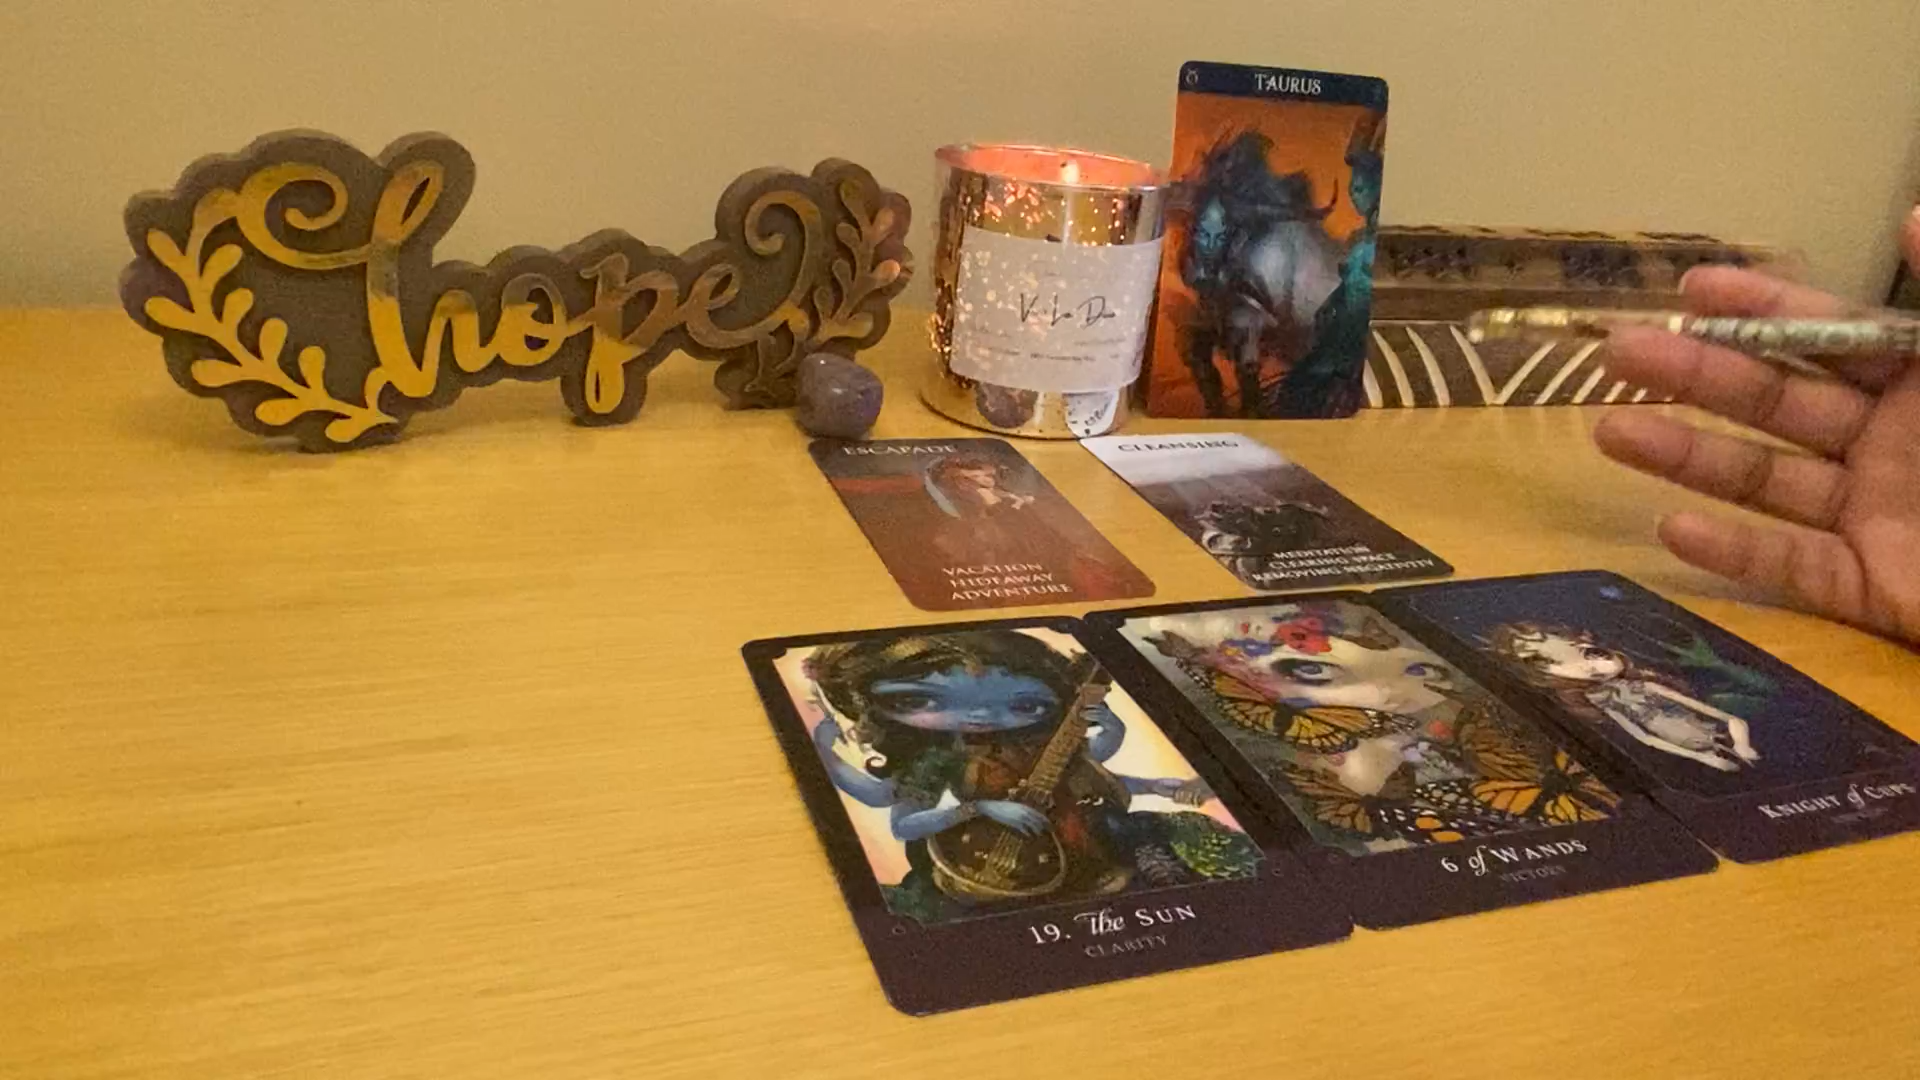 hope
TAURUS
ESCAPADE
VACATION
HIDEAWAY
ADVENTURE
CLEANSING
MEDITATION
CLEARING SPACE
REMOVING NEGATIVITY
19. The SUN
CLARITY
6 of WANDS
VICTORY
KNIGHT of CUPS